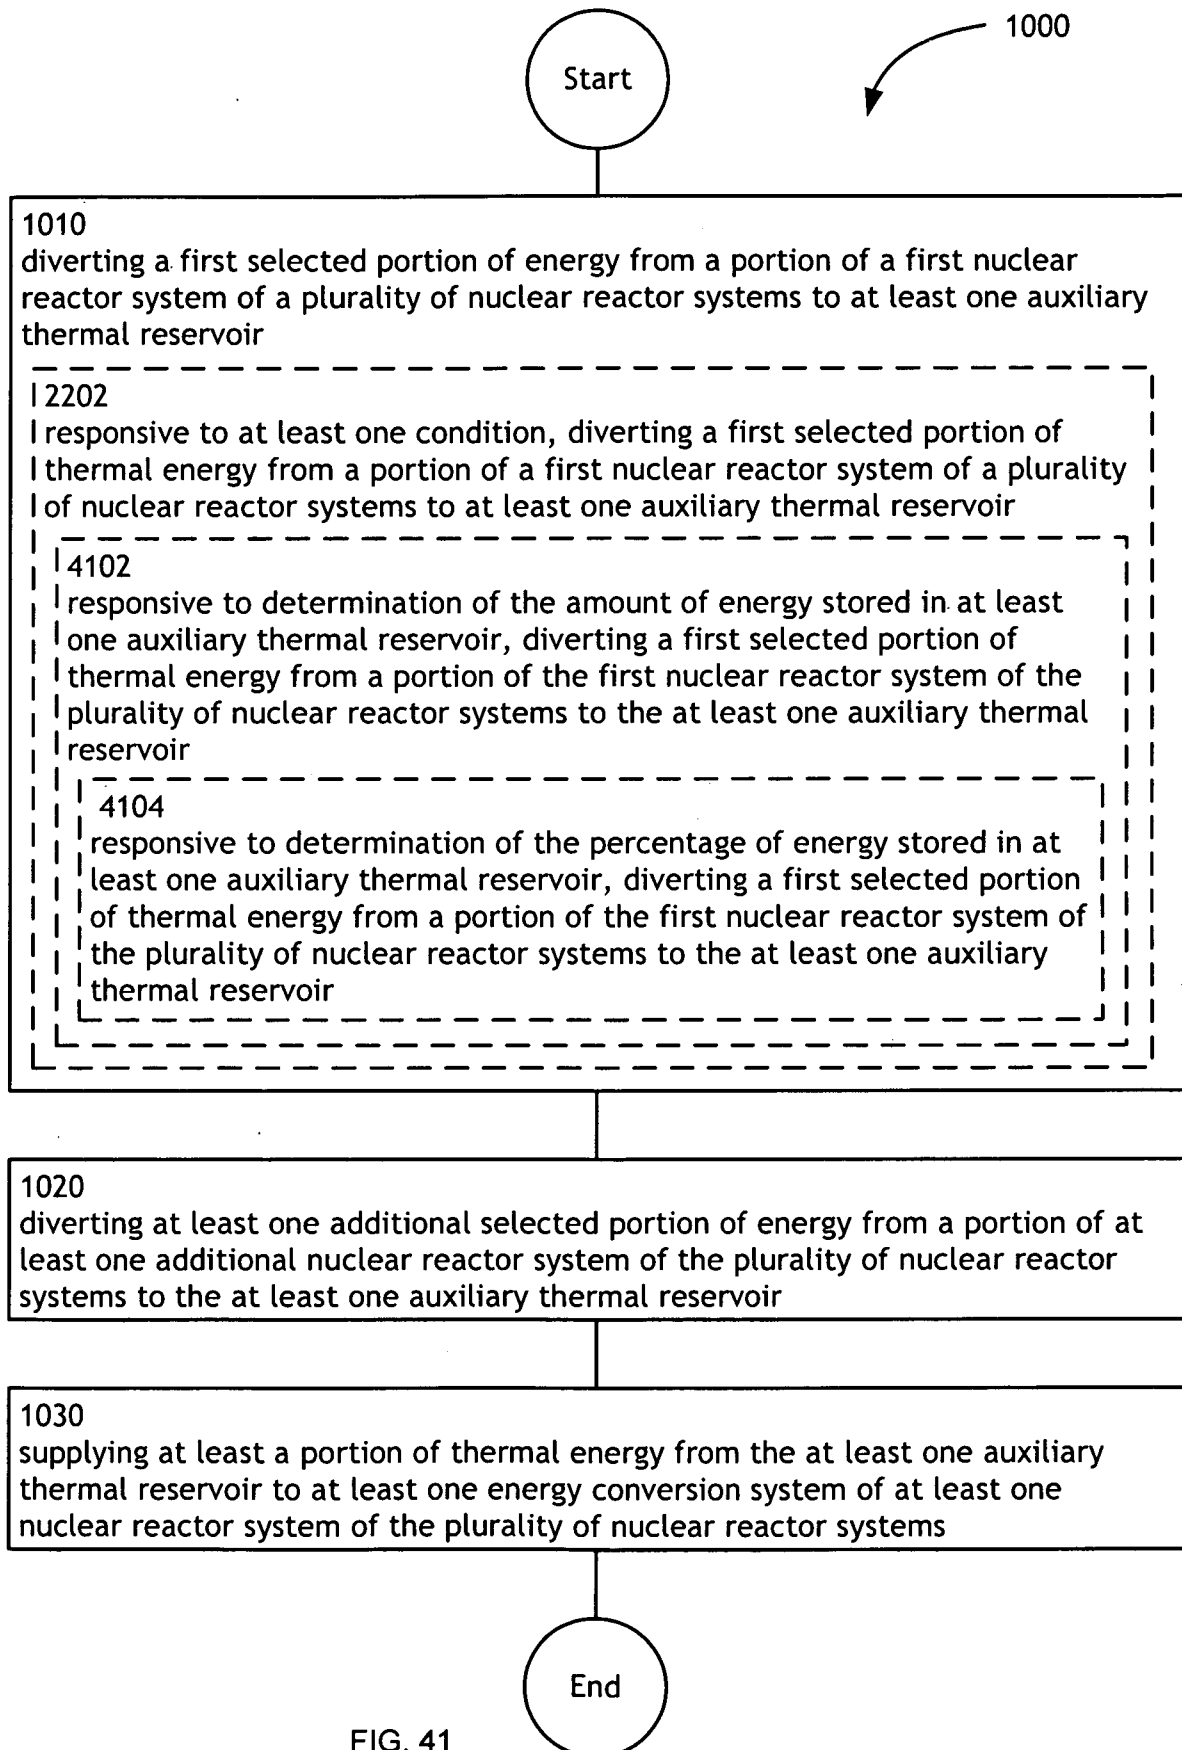 1000
Start
1010
diverting a first selected portion of energy from a portion of a first nuclear
reactor system of a plurality of nuclear reactor systems to at least one auxiliary
thermal reservoir
2202
responsive to at least one condition, diverting a first selected portion of
thermal energy from a portion of a first nuclear reactor system of a plurality
of nuclear reactor systems to at least one auxiliary thermal reservoir
4102
responsive to determination of the amount of energy stored in at least
one auxiliary thermal reservoir, diverting a first selected portion of
thermal energy from a portion of the first nuclear reactor system of the
plurality of nuclear reactor systems to the at least one auxiliary thermal
reservoir
4104
responsive to determination of the percentage of energy stored in at
least one auxiliary thermal reservoir, diverting a first selected portion
of thermal energy from a portion of the first nuclear reactor system of
the plurality of nuclear reactor systems to the at least one auxiliary
thermal reservoir
1020
diverting at least one additional selected portion of energy from a portion of at
least one additional nuclear reactor system of the plurality of nuclear reactor
systems to the at least one auxiliary thermal reservoir
1030
supplying at least a portion of thermal energy from the at least one auxiliary
thermal reservoir to at least one energy conversion system of at least one
nuclear reactor system of the plurality of nuclear reactor systems
End
FIG. 41